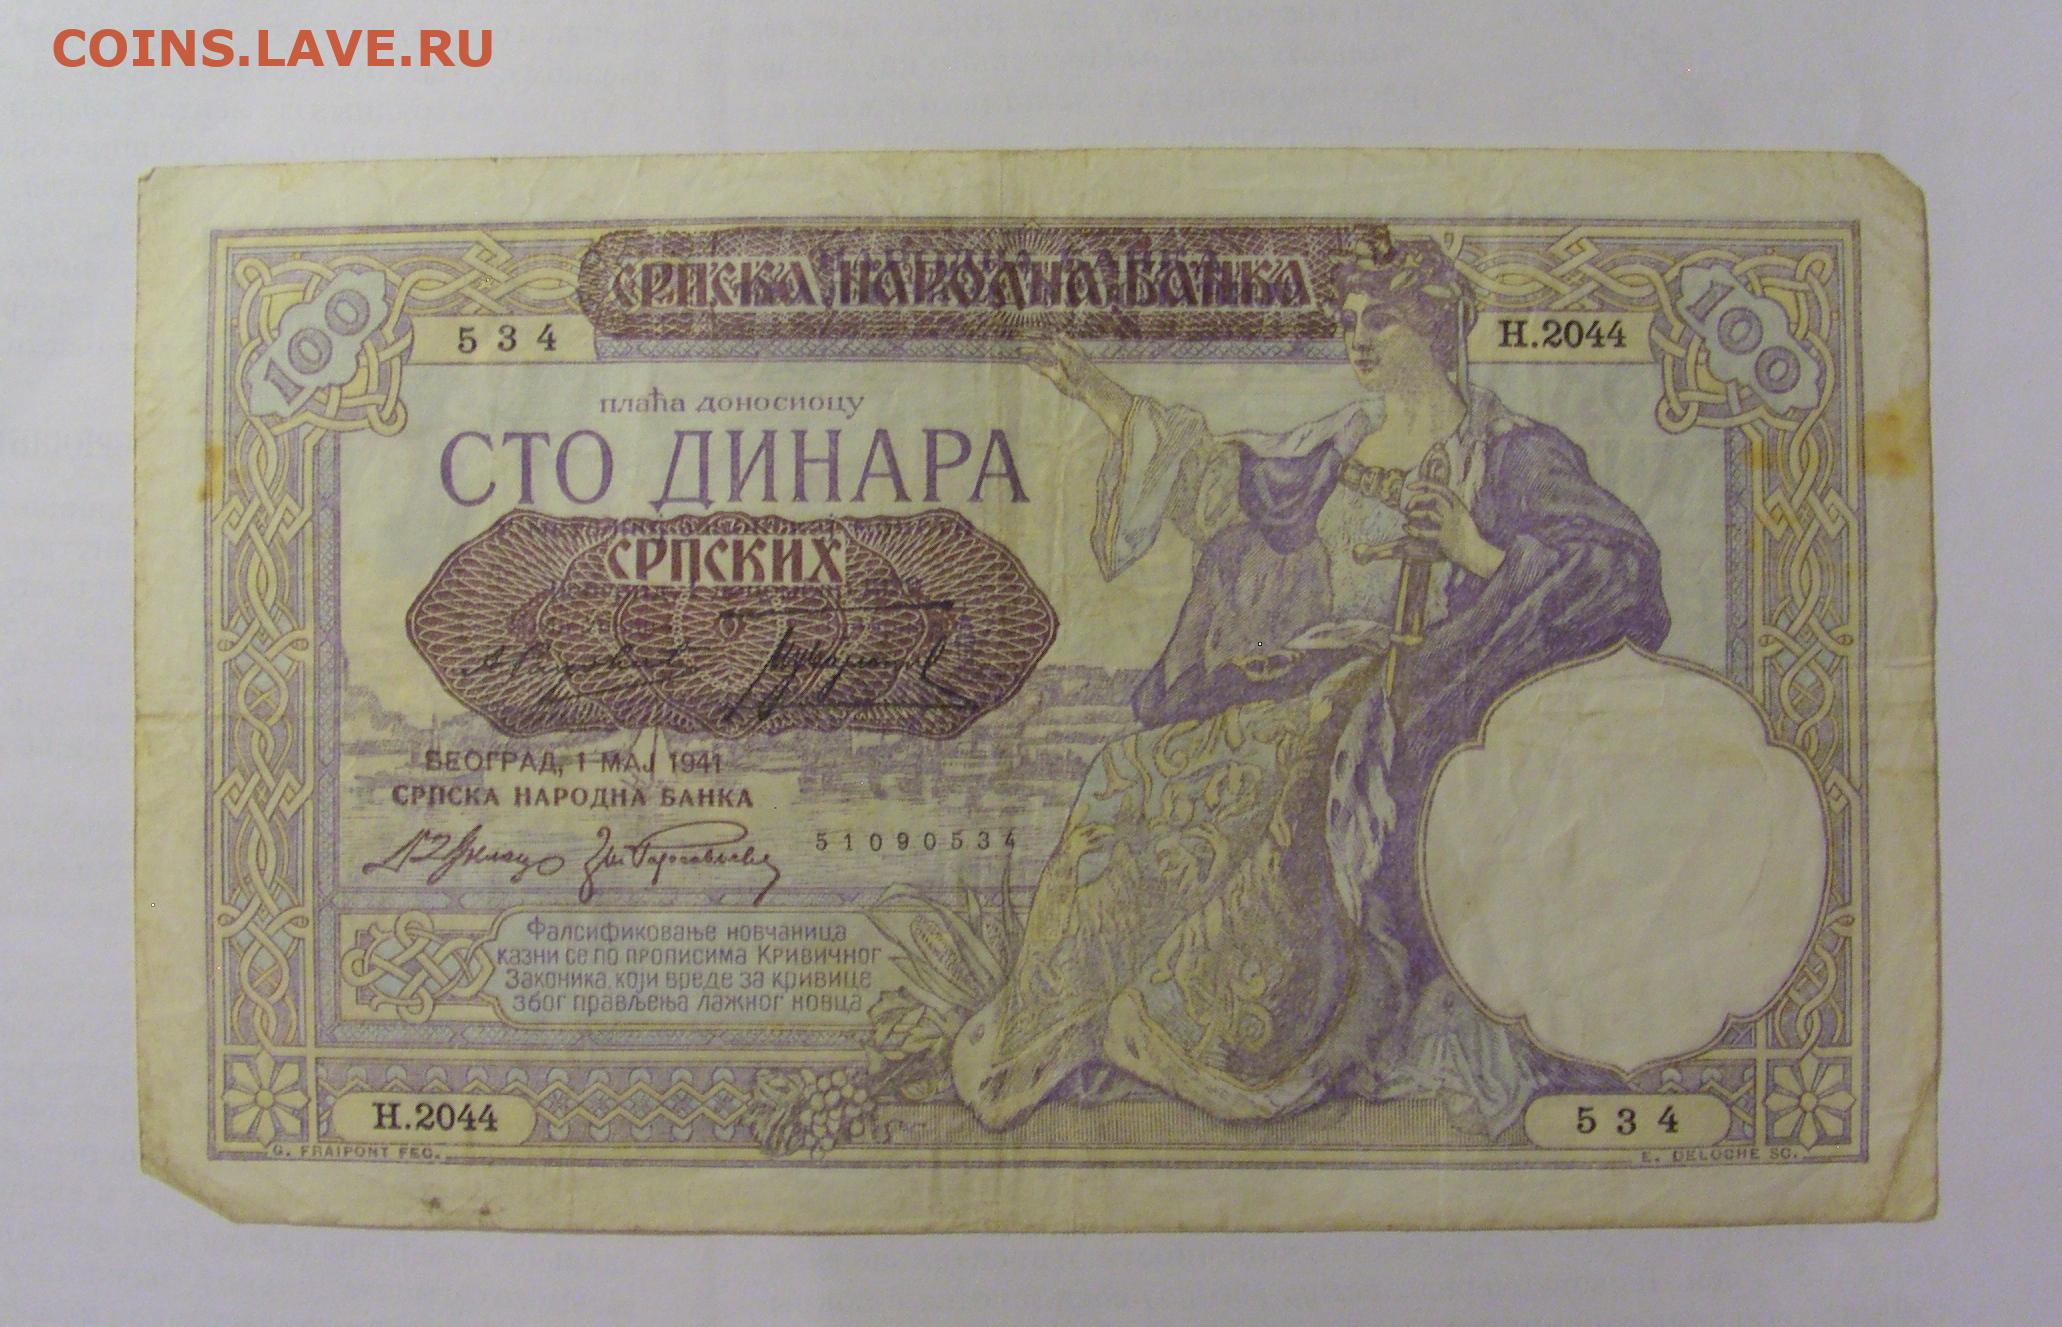 COINS.LAVE.RU
СРПСКА НАРОДНА БАНКА
100
534
Н.2044
100
плаћа доносиоцу
СТО ДИНАРА
СРПСКИХ
БЕОГРАД, 1 МАЈ 1941
СРПСКА НАРОДНА БАНКА
51090534
Фалсификовање новчаница
казни се по прописима Кривичног
Законика, који вреде за кривице
због прављења лажног новца
Н.2044
534
G. FRAIPONT FEC.
E. DELOCHE SC.